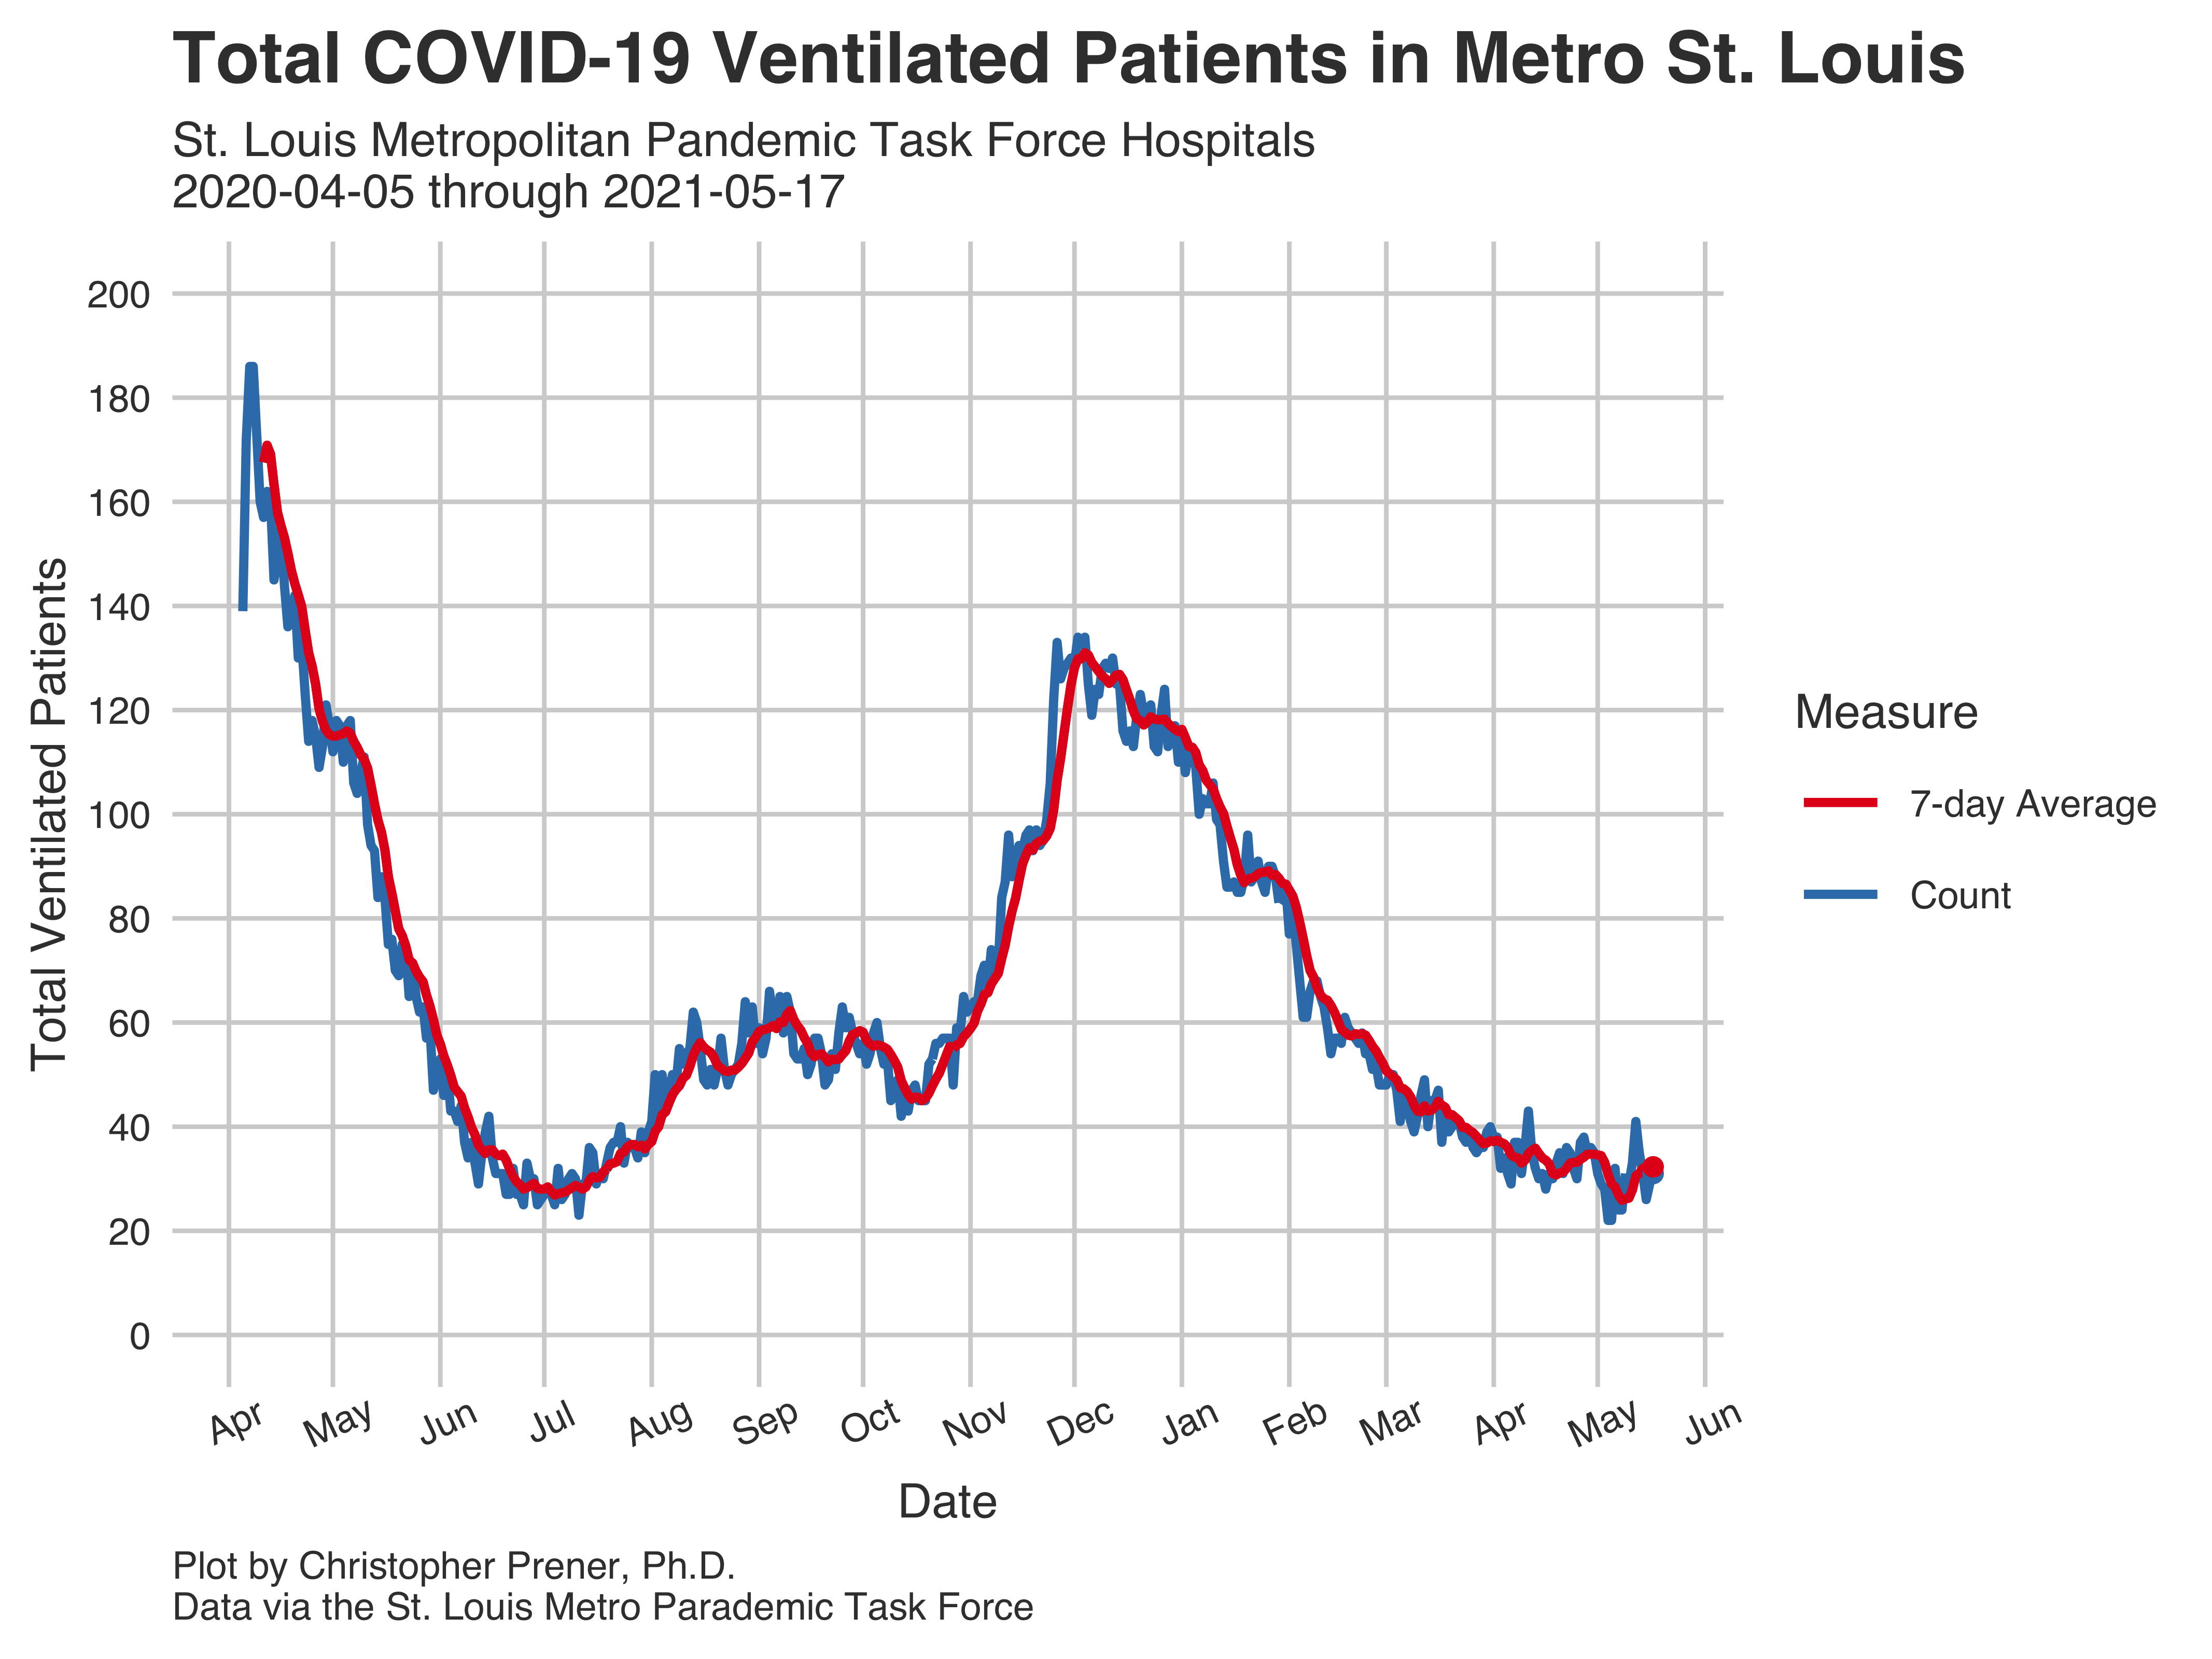 Total COVID-19 Ventilated Patients in Metro St. Louis
St. Louis Metropolitan Pandemic Task Force Hospitals
2020-04-05 through 2021-05-17
Total Ventilated Patients
200
180
160
140
120
100
80
60
40
20
0
Apr
May
Jun
Jul
Aug
Sep
Oct
Nov
Dec
Jan
Feb
Mar
Apr
May
Jun
Date
Measure
7-day Average
Count
Plot by Christopher Prener, Ph.D.
Data via the St. Louis Metro Parademic Task Force